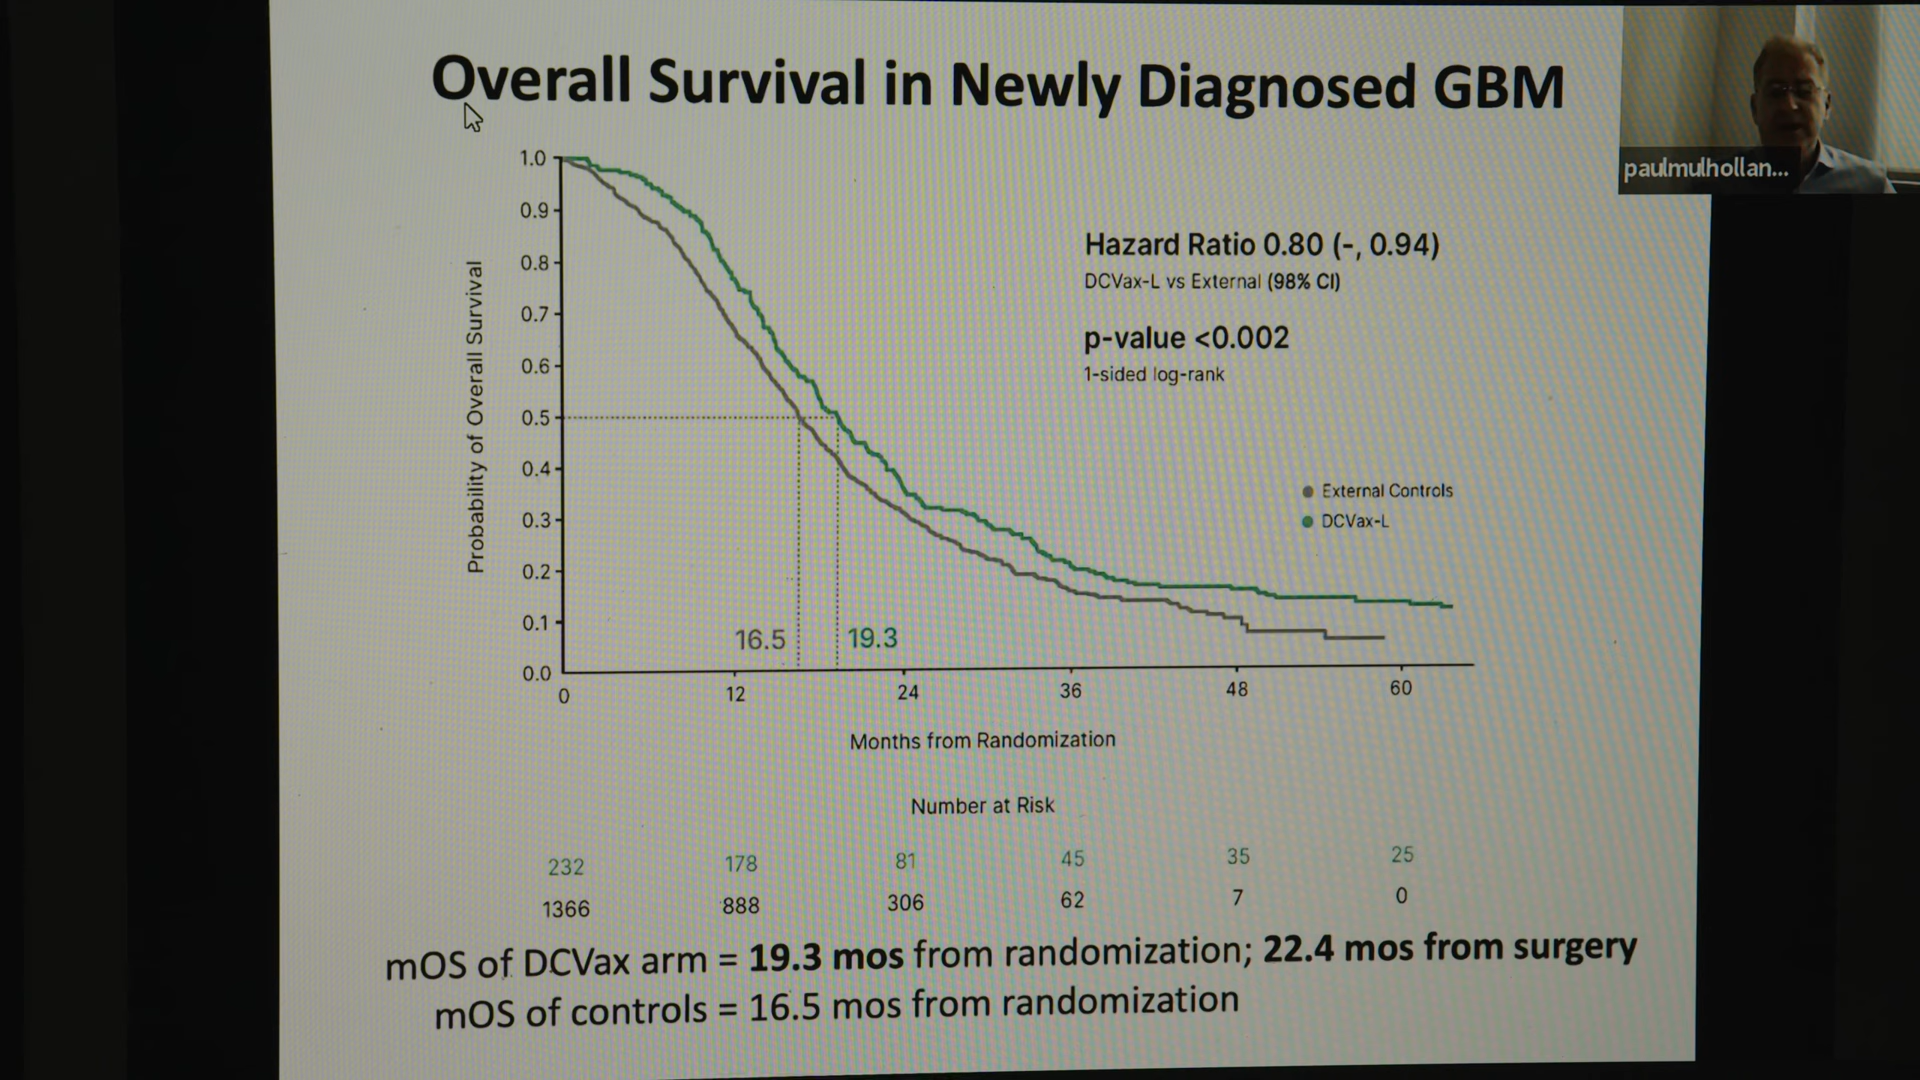 Overall Survival in Newly Diagnosed GBM
paulmulhollan...
1.0
0.9
0.8
0.7
0.6
0.5
0.4
0.3
0.2
0.1
0.0
Probability of Overall Survival
Hazard Ratio 0.80 (-, 0.94)
DCVax-L vs External (98% CI)
p-value <0.002
1-sided log-rank
External Controls
DCVax-L
16.5 19.3
0 12 24 36 48 60
Months from Randomization
Number at Risk
232 178 81 45 35 25
1366 888 306 62 7 0
mOS of DCVax arm = 19.3 mos from randomization; 22.4 mos from surgery
mOS of controls = 16.5 mos from randomization